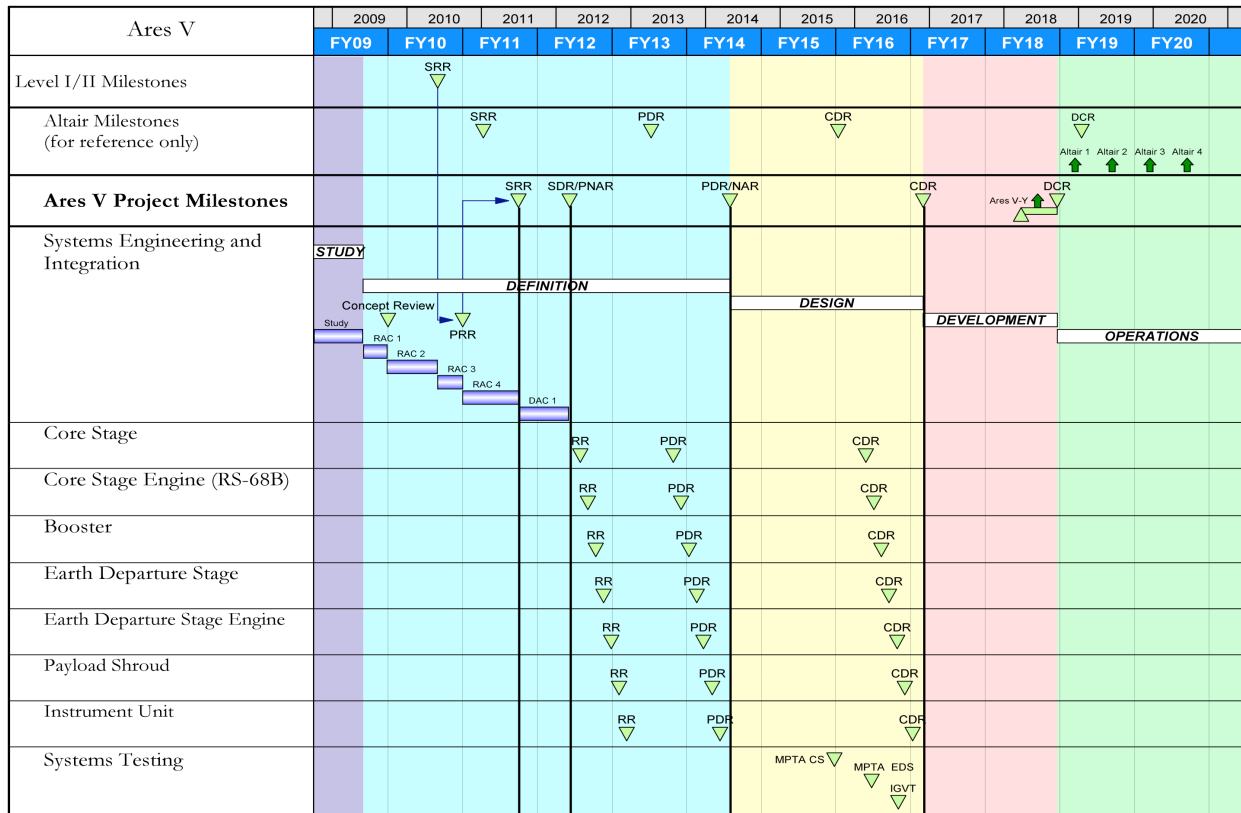 Ares V
2009 2010 2011 2012 2013 2014 2015 2016 2017 2018 2019 2020
FY09 FY10 FY11 FY12 FY13 FY14 FY15 FY16 FY17 FY18 FY19 FY20
Level I/II Milestones
SRR
Altair Milestones
(for reference only)
SRR PDR CDR DCR
Altair 1 Altair 2 Altair 3 Altair 4
Ares V Project Milestones
SRR SDR/PNAR PDR/NAR CDR DCR
Ares V-Y
Systems Engineering and
Integration
STUDY
DEFINITION
DESIGN
Concept Review
DEVELOPMENT
PRR
Study
OPERATIONS
RAC 1
RAC 2
RAC 3
RAC 4
DAC 1
Core Stage
RR PDR CDR
Core Stage Engine (RS-68B)
RR PDR CDR
Booster
RR PDR CDR
Earth Departure Stage
RR PDR CDR
Earth Departure Stage Engine
RR PDR CDR
Payload Shroud
RR PDR CDR
Instrument Unit
RR PDR CDR
Systems Testing
MPTA CS
MPTA EDS
IGVT